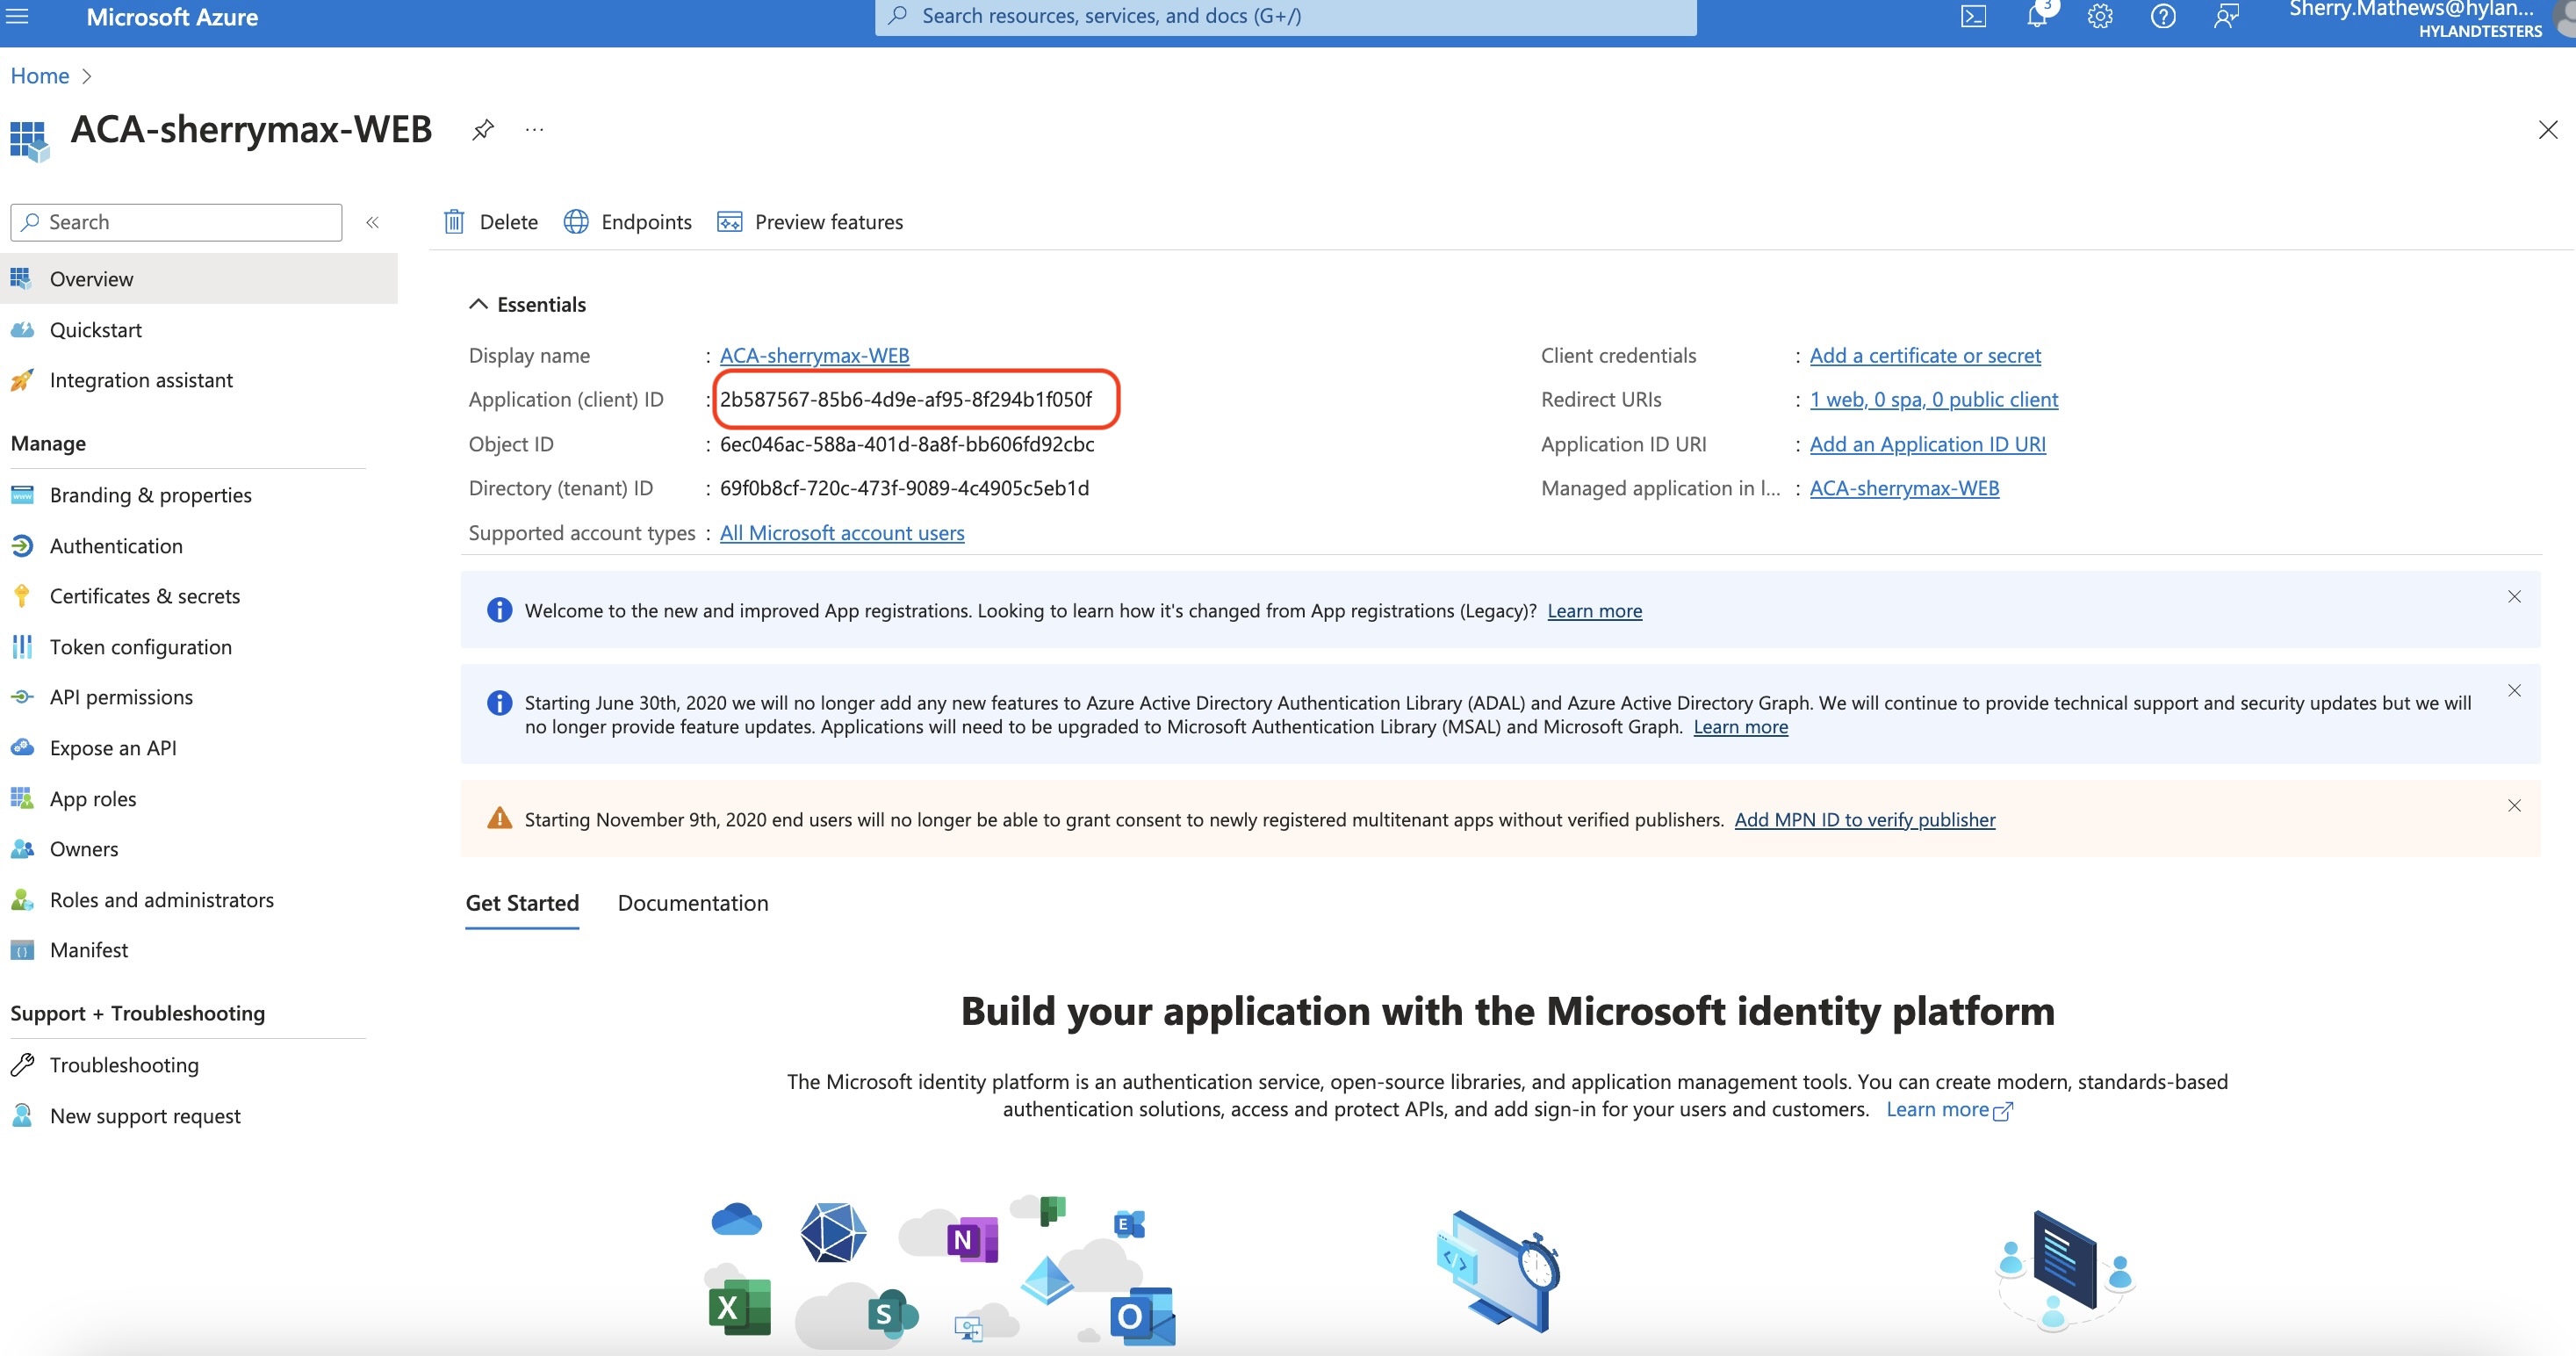 Microsoft Azure
Search resources, services, and docs (G+/)
3
Sherry.Mathews@hylan...
HYLANDTESTERS
Home
ACA-sherrymax-WEB
...
Search
«
Delete
Endpoints
Preview features
Overview
Quickstart
Integration assistant
Manage
Branding & properties
Authentication
Certificates & secrets
Token configuration
API permissions
Expose an API
App roles
Owners
Roles and administrators
Manifest
Support + Troubleshooting
Troubleshooting
New support request
Essentials
Display name : ACA-sherrymax-WEB
Application (client) ID : 2b587567-85b6-4d9e-af95-8f294b1f050f
Object ID : 6ec046ac-588a-401d-8a8f-bb606fd92cbc
Directory (tenant) ID : 69f0b8cf-720c-473f-9089-4c4905c5eb1d
Supported account types : All Microsoft account users
Client credentials : Add a certificate or secret
Redirect URIs : 1 web, 0 spa, 0 public client
Application ID URI : Add an Application ID URI
Managed application in l... : ACA-sherrymax-WEB
Welcome to the new and improved App registrations. Looking to learn how it's changed from App registrations (Legacy)? Learn more
Starting June 30th, 2020 we will no longer add any new features to Azure Active Directory Authentication Library (ADAL) and Azure Active Directory Graph. We will continue to provide technical support and security updates but we will
no longer provide feature updates. Applications will need to be upgraded to Microsoft Authentication Library (MSAL) and Microsoft Graph. Learn more
Starting November 9th, 2020 end users will no longer be able to grant consent to newly registered multitenant apps without verified publishers. Add MPN ID to verify publisher
Get Started
Documentation
Build your application with the Microsoft identity platform
The Microsoft identity platform is an authentication service, open-source libraries, and application management tools. You can create modern, standards-based
authentication solutions, access and protect APIs, and add sign-in for your users and customers. Learn more
N
E
X
S
O